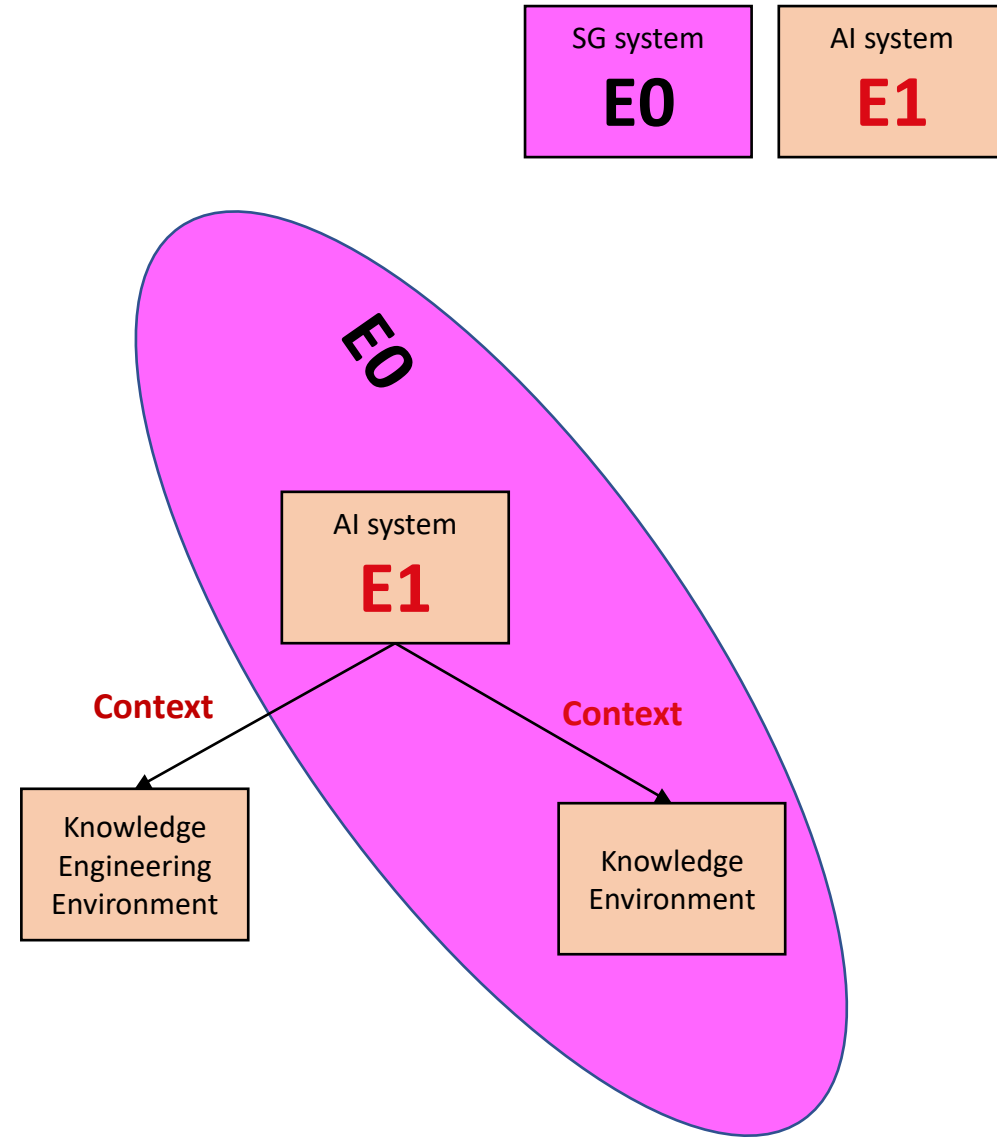 SG system
E0
AI system
E1
E0
AI system
E1
Context
Context
Knowledge
Engineering
Environment
Knowledge
Environment